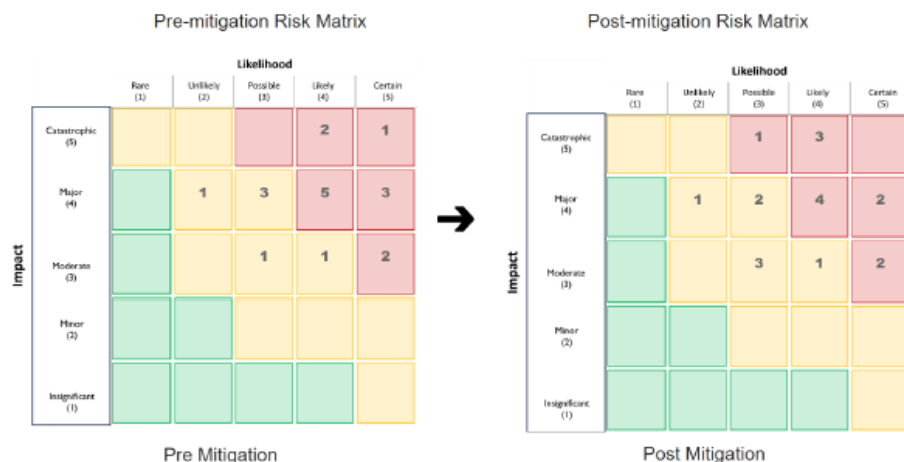 Pre-mitigation Risk Matrix
Post-mitigation Risk Matrix
Likelihood
Rare Unlikely Possible Likely Certain
(1) (2) (3) (4) (5)
Impact
Catastrophic
(5)
2 1
Major
(4)
1 3 5 3
Moderate
(3)
1 1 2
Minor
(2)
Insignificant
(1)
Pre Mitigation
Likelihood
Rare Unlikely Possible Likely Certain
(1) (2) (3) (4) (5)
Impact
Catastrophic
(5)
1 3
Major
(4)
1 2 4 2
Moderate
(3)
3 1 2
Minor
(2)
Insignificant
(1)
Post Mitigation